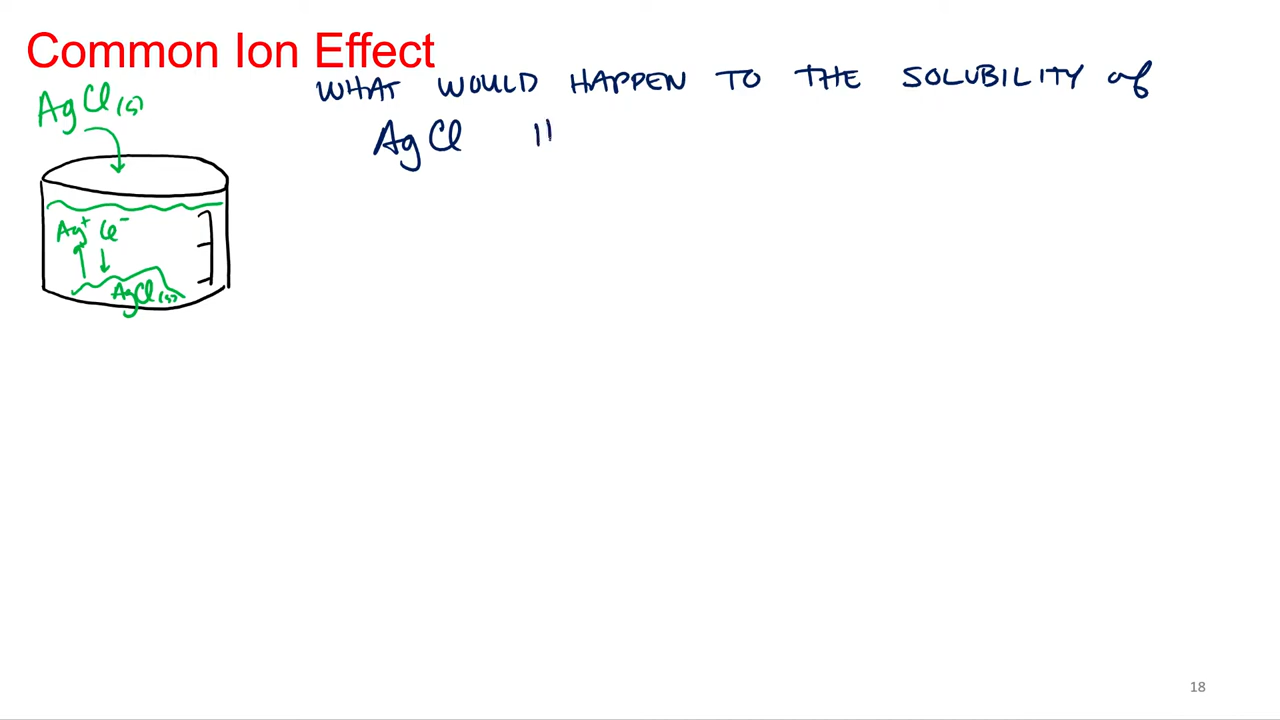 Common Ion Effect
WHAT WOULD HAPPEN TO THE SOLUBILITY of
AgCl(s)
AgCl
Ag+ Cl-
AgCl(s)
18